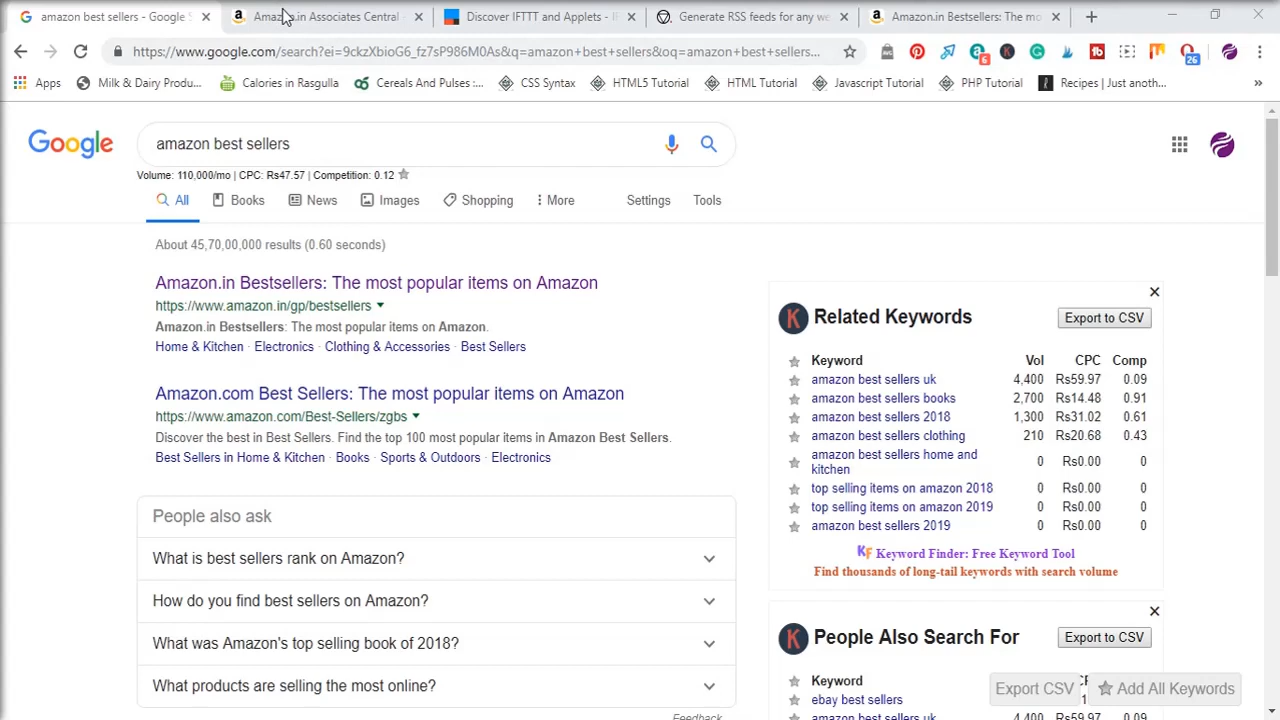 amazon best sellers - Google S
Amazon.in Associates Central -
Discover IFTTT and Applets - IF
Generate RSS feeds for any we
Amazon.in Bestsellers: The mo
https://www.google.com/search?ei=9ckzXbioG6_fz7sP986M0As&q=amazon+best+sellers&oq=amazon+best+sellers...
6
26
Apps
Milk & Dairy Produ...
Calories in Rasgulla
Cereals And Pulses :...
CSS Syntax
HTML5 Tutorial
HTML Tutorial
Javascript Tutorial
PHP Tutorial
Recipes | Just anoth...
Google
amazon best sellers
Volume: 110,000/mo | CPC: Rs47.57 | Competition: 0.12
All
Books
News
Images
Shopping
More
Settings
Tools
About 45,70,00,000 results (0.60 seconds)
Amazon.in Bestsellers: The most popular items on Amazon
https://www.amazon.in/gp/bestsellers
Amazon.in Bestsellers: The most popular items on Amazon.
Home & Kitchen · Electronics · Clothing & Accessories · Best Sellers
Amazon.com Best Sellers: The most popular items on Amazon
https://www.amazon.com/Best-Sellers/zgbs
Discover the best in Best Sellers. Find the top 100 most popular items in Amazon Best Sellers.
Best Sellers in Home & Kitchen · Books · Sports & Outdoors · Electronics
People also ask
What is best sellers rank on Amazon?
How do you find best sellers on Amazon?
What was Amazon's top selling book of 2018?
What products are selling the most online?
Feedback
K Related Keywords
Export to CSV
Keyword Vol CPC Comp
amazon best sellers uk 4,400 Rs59.97 0.09
amazon best sellers books 2,700 Rs14.48 0.91
amazon best sellers 2018 1,300 Rs31.02 0.61
amazon best sellers clothing 210 Rs20.68 0.43
amazon best sellers home and
kitchen 0 Rs0.00 0
top selling items on amazon 2018 0 Rs0.00 0
top selling items on amazon 2019 0 Rs0.00 0
amazon best sellers 2019 0 Rs0.00 0
KF Keyword Finder: Free Keyword Tool
Find thousands of long-tail keywords with search volume
K People Also Search For
Export to CSV
Keyword
ebay best sellers
amazon best sellers uk 4,400 Rs59.97 0.09
Export CSV
Add All Keywords